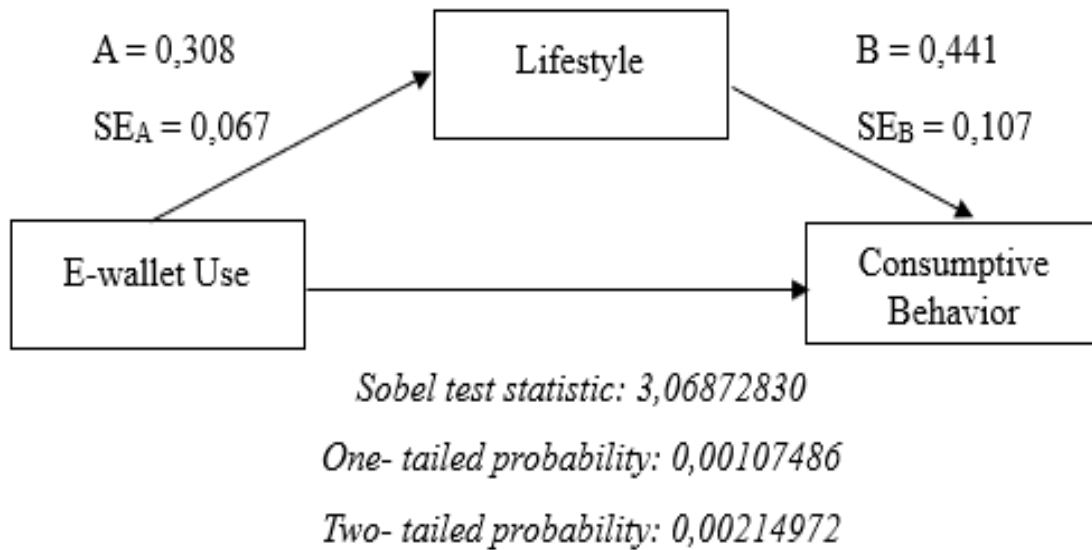 A = 0,308
SEA = 0,067
Lifestyle
B = 0,441
SEB = 0,107
E-wallet Use
Consumptive
Behavior
Sobel test statistic: 3,06872830
One- tailed probability: 0,00107486
Two- tailed probability: 0,00214972